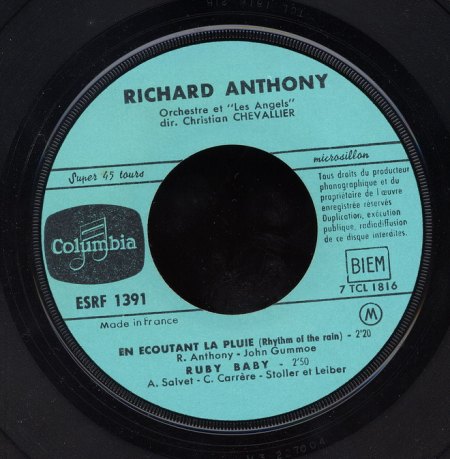 RICHARD ANTHONY
Orchestre et "Les Angels"
dir. Christian CHEVALLIER
microsillon
Super 45 tours
Tous droits du producteur
phonographique et du
propriétaire de l'œuvre
enregistrée réservés
Duplication, exécution
publique, radiodiffusion
de ce disque interdites.
Columbia
BIEM
ESRF 1391
7 TCL 1816
Made in France
M
EN ECOUTANT LA PLUIE (Rhythm of the rain) - 2'20
R. Anthony - John Gummoe
RUBY BABY - 2'50
A. Salvet - C. Carrère - Stoller et Leiber